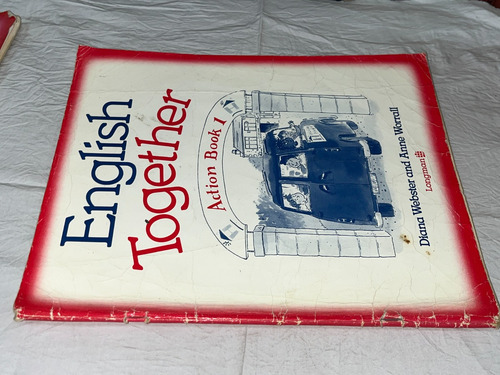 English
Together
Action Book 1
Diana Webster and Anne Worrall
Longman